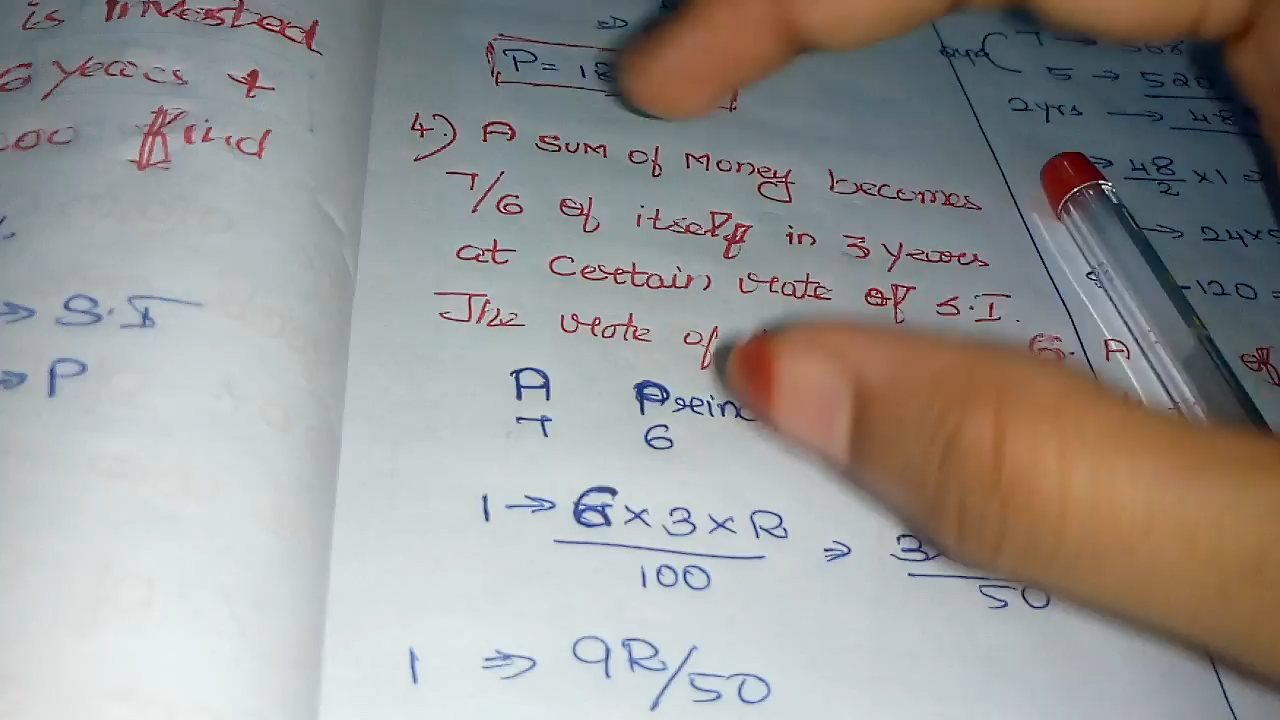 is Invested
6 years &
000 Find
⇒ S.I
⇒ P
⇒
P = 18
4.) A sum of Money becomes
7/6 of itself in 3 years
at Certain rate of S.I.
The rate of
A
7 6
1 → 6 × 3 × R / 100 ⇒ 3 / 50
1 ⇒ 9R/50
7 →
5 → 520
2yrs → 48
⇒ 48/2 × 1 =
→ 24×
-120 =
A of